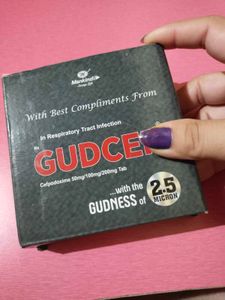 Mankind
With Best Compliments From
In Respiratory Tract Infection
Rx
GUDCEF
Cefpodoxime 50mg/100mg/200mg Tab
...with the
GUDNESS of
2.5
MICRON